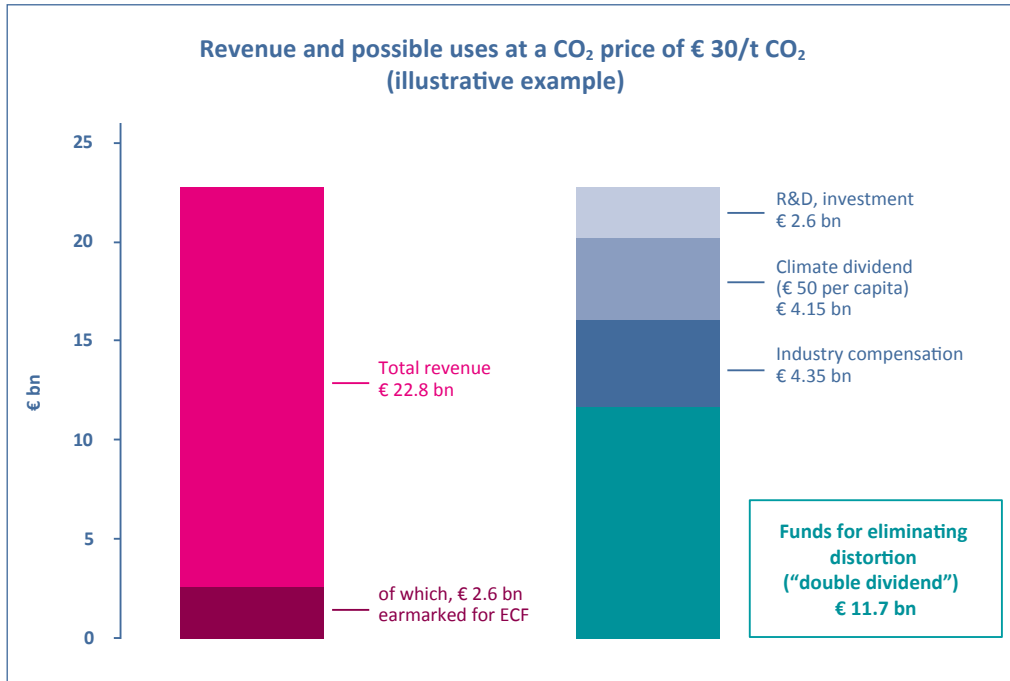 Revenue and possible uses at a CO₂ price of € 30/t CO₂
(illustrative example)
25
20
15
10
5
0
€ bn
Total revenue
€ 22.8 bn
of which, € 2.6 bn
earmarked for ECF
R&D, investment
€ 2.6 bn
Climate dividend
(€ 50 per capita)
€ 4.15 bn
Industry compensation
€ 4.35 bn
Funds for eliminating
distortion
(“double dividend”)
€ 11.7 bn